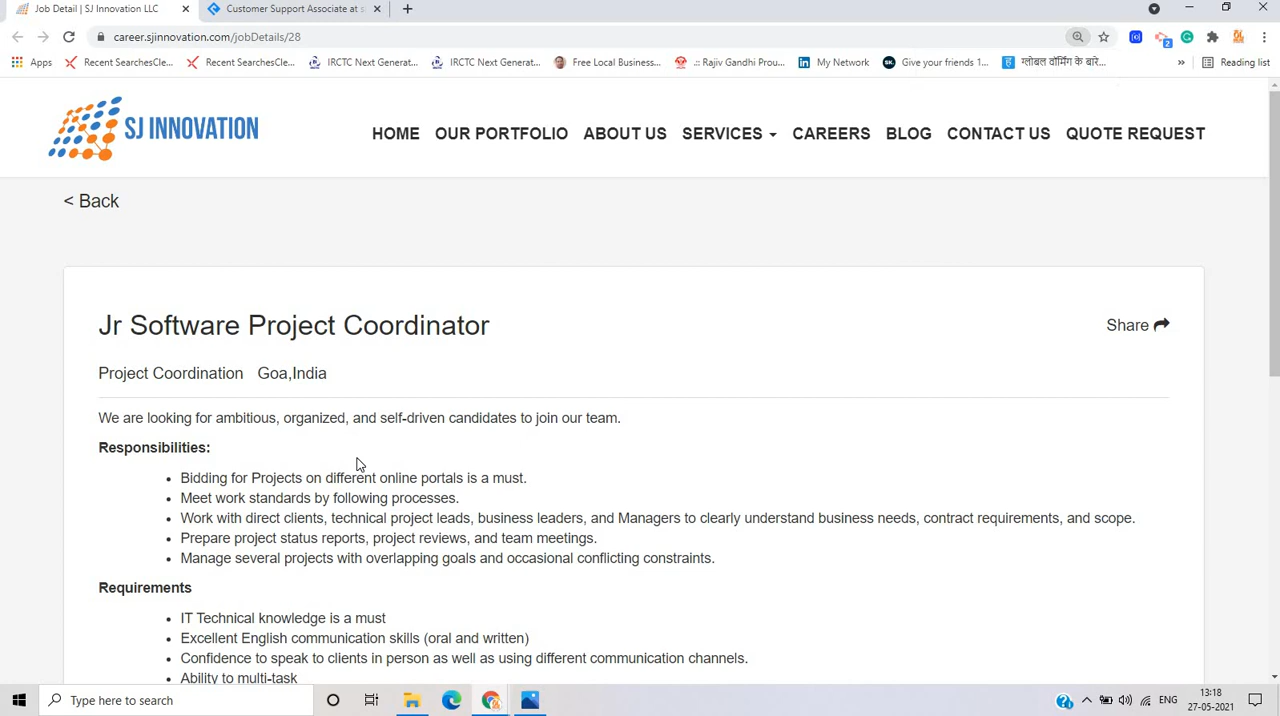 Job Detail | SJ Innovation LLC
Customer Support Associate at s
career.sjinnovation.com/jobDetails/28
2
Apps
Recent SearchesCle...
Recent SearchesCle...
IRCTC Next Generat...
IRCTC Next Generat...
Free Local Business...
.:: Rajiv Gandhi Prou...
My Network
Give your friends 1...
ग्लोबल वॉर्मिंग के बारे...
»
Reading list
SJ INNOVATION
HOME
OUR PORTFOLIO
ABOUT US
SERVICES
CAREERS
BLOG
CONTACT US
QUOTE REQUEST
< Back
Jr Software Project Coordinator
Share
Project Coordination Goa,India
We are looking for ambitious, organized, and self-driven candidates to join our team.
Responsibilities:
• Bidding for Projects on different online portals is a must.
• Meet work standards by following processes.
• Work with direct clients, technical project leads, business leaders, and Managers to clearly understand business needs, contract requirements, and scope.
• Prepare project status reports, project reviews, and team meetings.
• Manage several projects with overlapping goals and occasional conflicting constraints.
Requirements
• IT Technical knowledge is a must
• Excellent English communication skills (oral and written)
• Confidence to speak to clients in person as well as using different communication channels.
• Ability to multi-task
Type here to search
ENG
13:18
27-05-2021